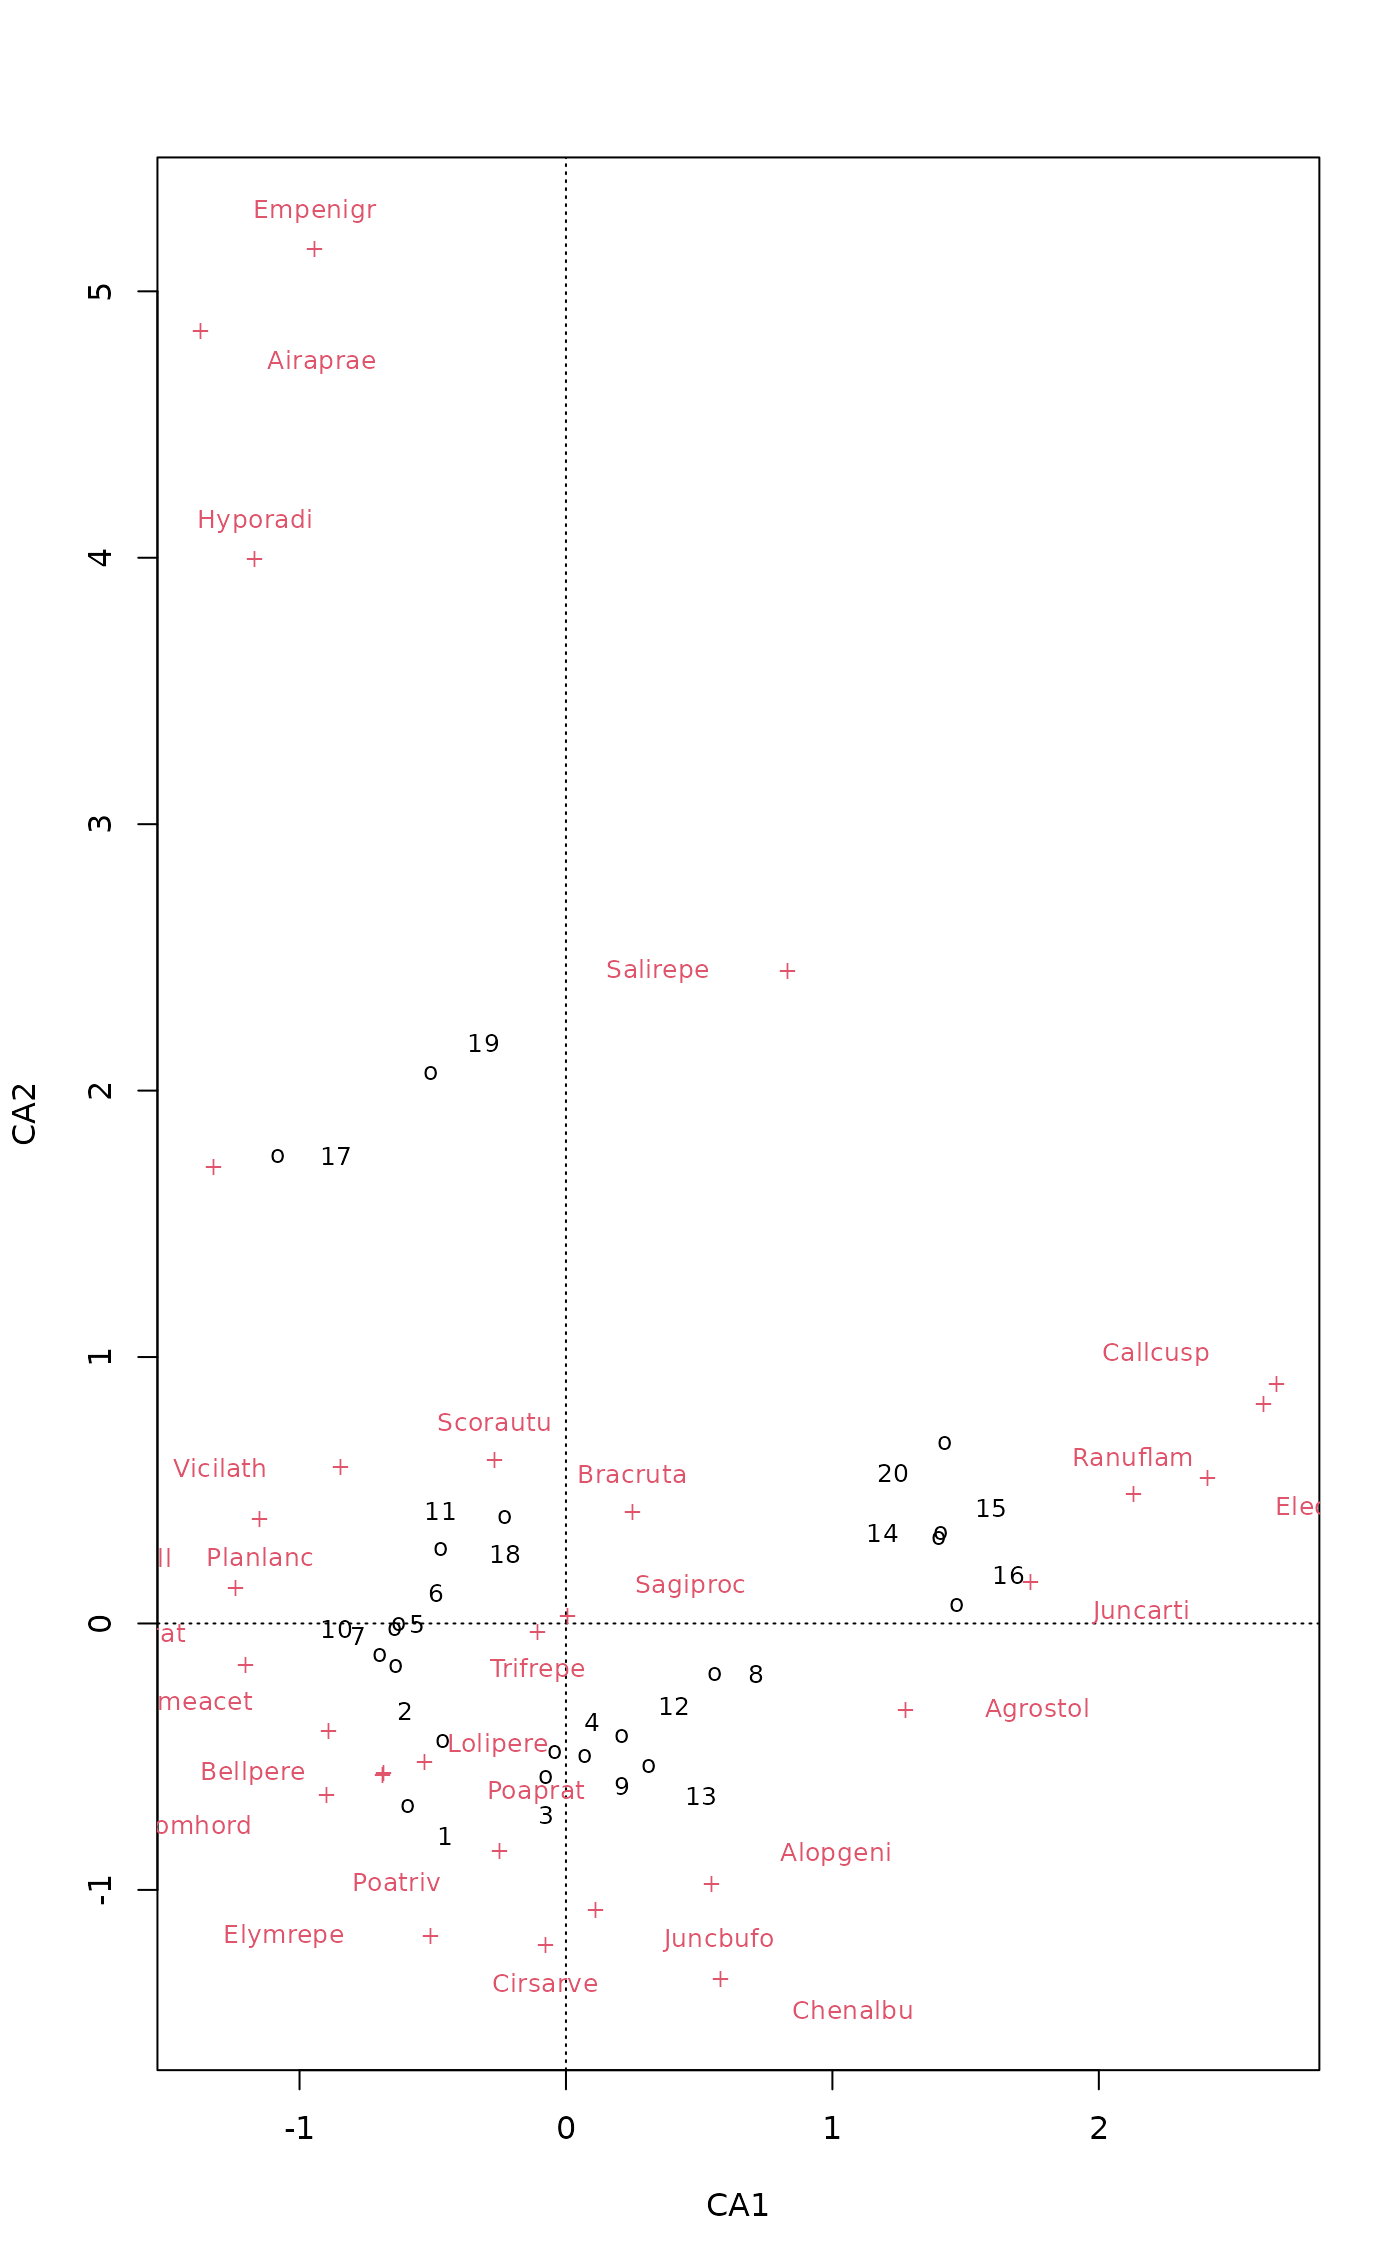 Empenigr
5
Airaprae
Hyporadi
4
3
Salirepe
19
2
CA2
17
1
Callcusp
Scorautu
Ranuflam
Vicilath
Bracruta
20
Elec
11
15
14
18
ll
Planlanc
16
Sagiproc
6
Juncarti
0
5
10
7
at
Trifrepe
8
meacet
12
2
Agrostol
4
Lolipere
Bellpere
9
Poaprat
13
3
omhord
1
Alopgeni
Poatriv
-1
Elymrepe
Juncbufo
Cirsarve
Chenalbu
-1 0 1 2
CA1